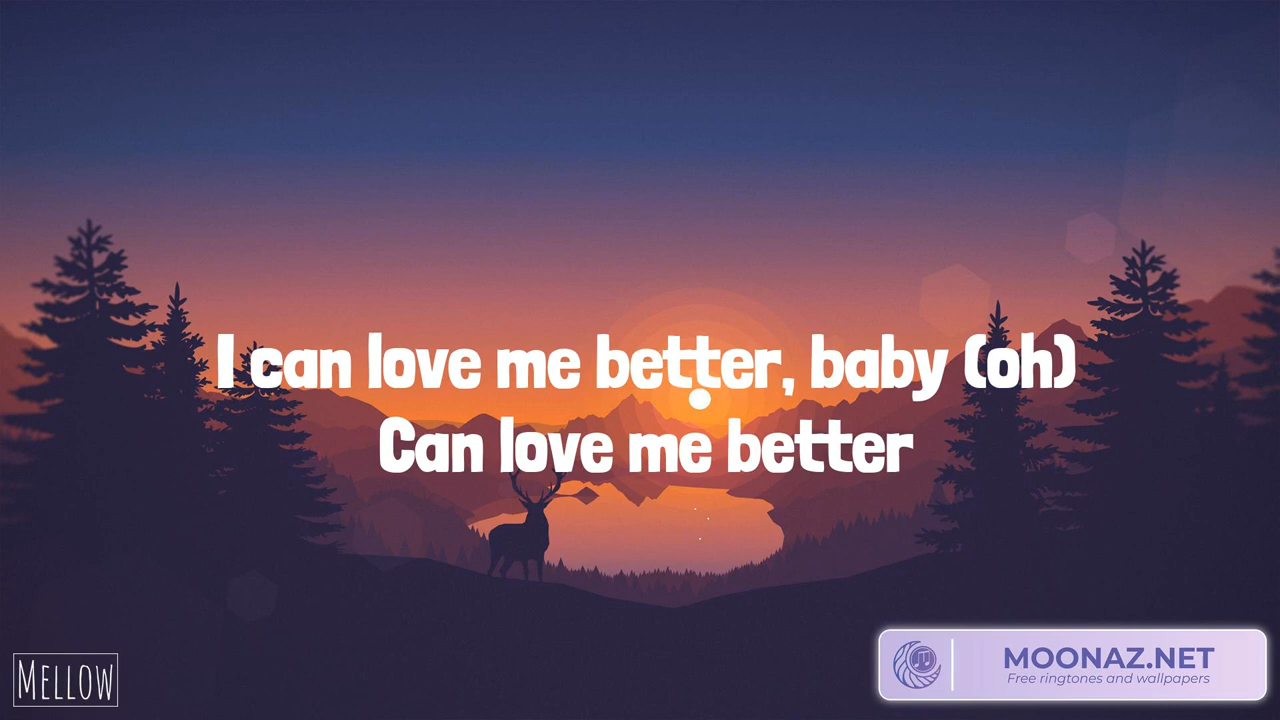 I can love me better, baby (oh)
Can love me better
MELLOW
MOONAZ.NET
Free ringtones and wallpapers